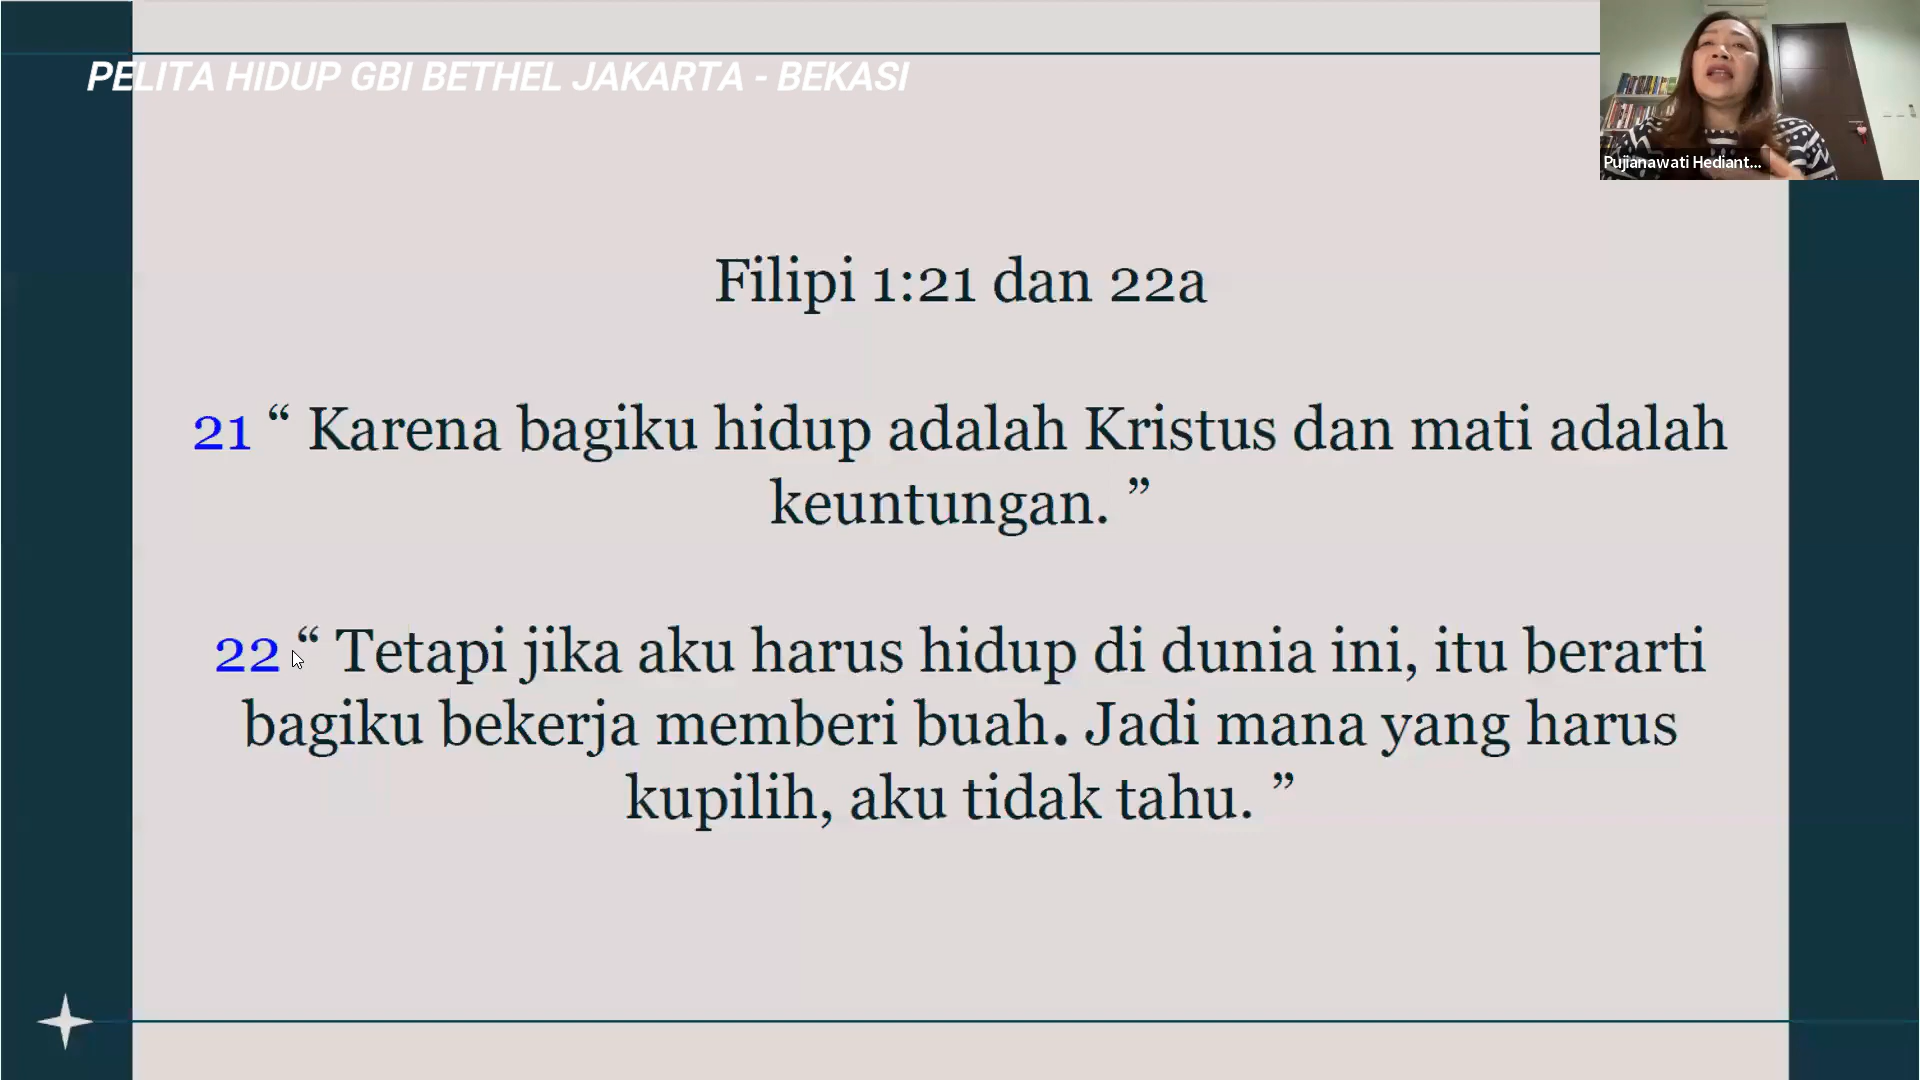 PELITA HIDUP GBI BETHEL JAKARTA - BEKASI
Pujianawati Hediant...
Filipi 1:21 dan 22a
21 “ Karena bagiku hidup adalah Kristus dan mati adalah
keuntungan. ”
22 “ Tetapi jika aku harus hidup di dunia ini, itu berarti
bagiku bekerja memberi buah. Jadi mana yang harus
kupilih, aku tidak tahu. ”